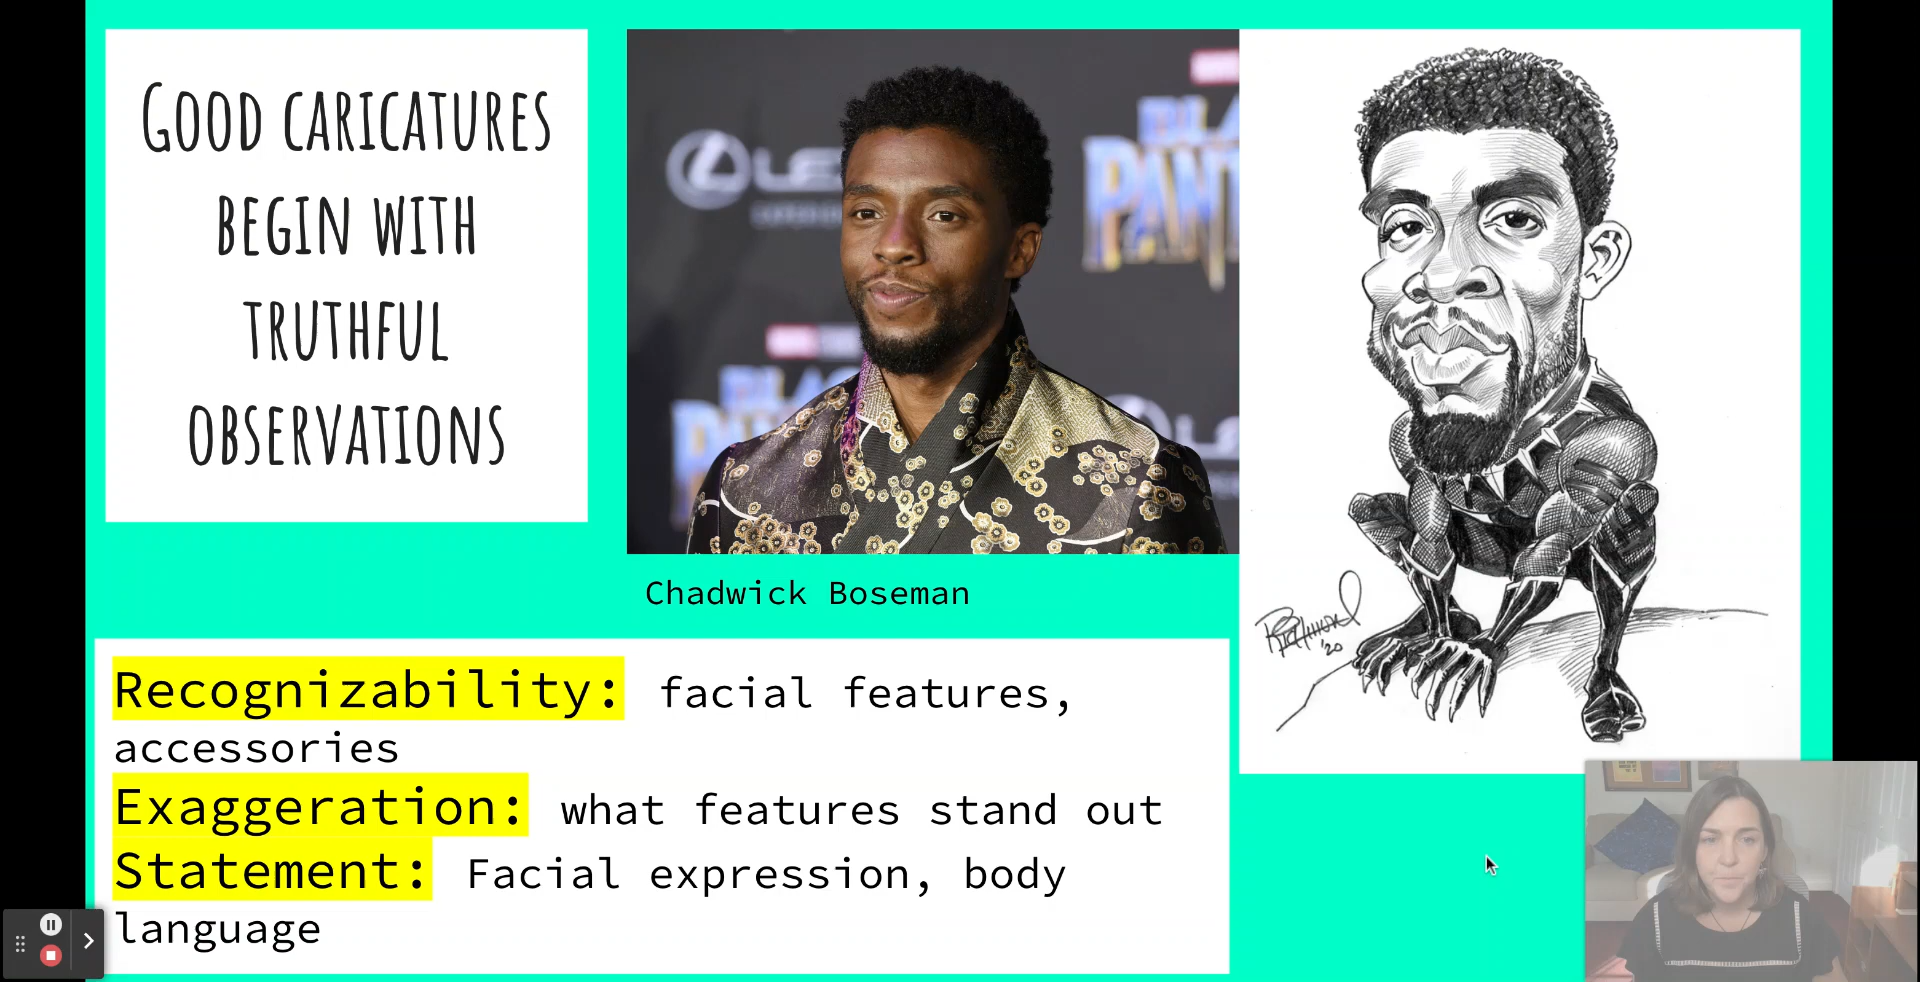 GOOD CARICATURES
BEGIN WITH
TRUTHFUL
OBSERVATIONS
Chadwick Boseman
Recognizability: facial features,
accessories
Exaggeration: what features stand out
Statement: Facial expression, body
language
'20